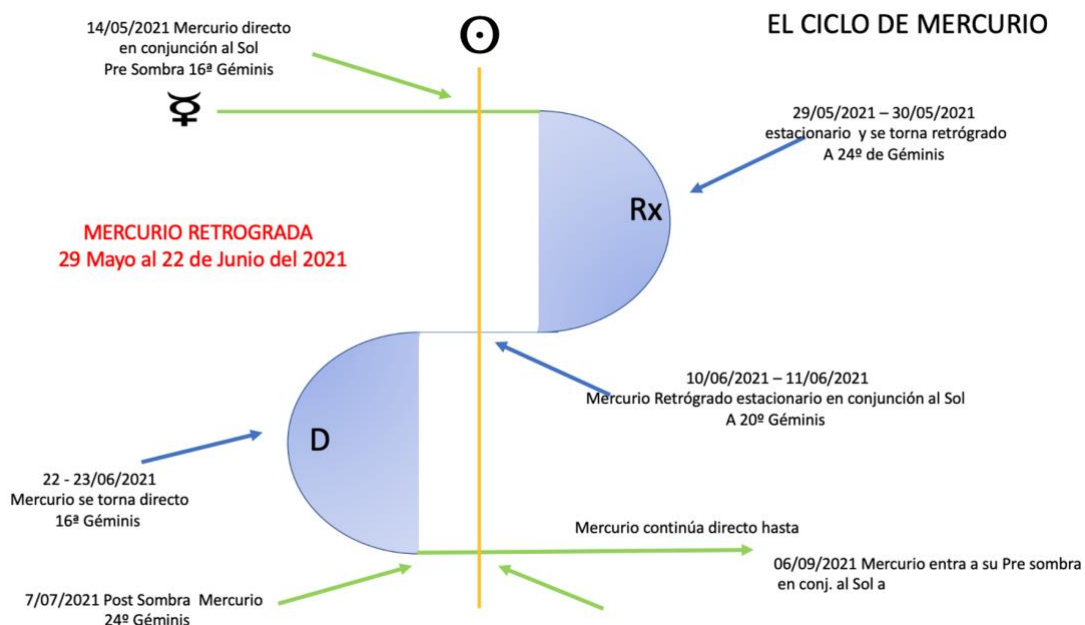 EL CICLO DE MERCURIO
14/05/2021 Mercurio directo
en conjunción al Sol
Pre Sombra 16ª Géminis
29/05/2021 – 30/05/2021
estacionario y se torna retrógrado
A 24º de Géminis
Rx
MERCURIO RETROGRADA
29 Mayo al 22 de Junio del 2021
10/06/2021 – 11/06/2021
Mercurio Retrógrado estacionario en conjunción al Sol
A 20º Géminis
D
22 - 23/06/2021
Mercurio se torna directo
16ª Géminis
Mercurio continúa directo hasta
06/09/2021 Mercurio entra a su Pre sombra
en conj. al Sol a
7/07/2021 Post Sombra Mercurio
24º Géminis